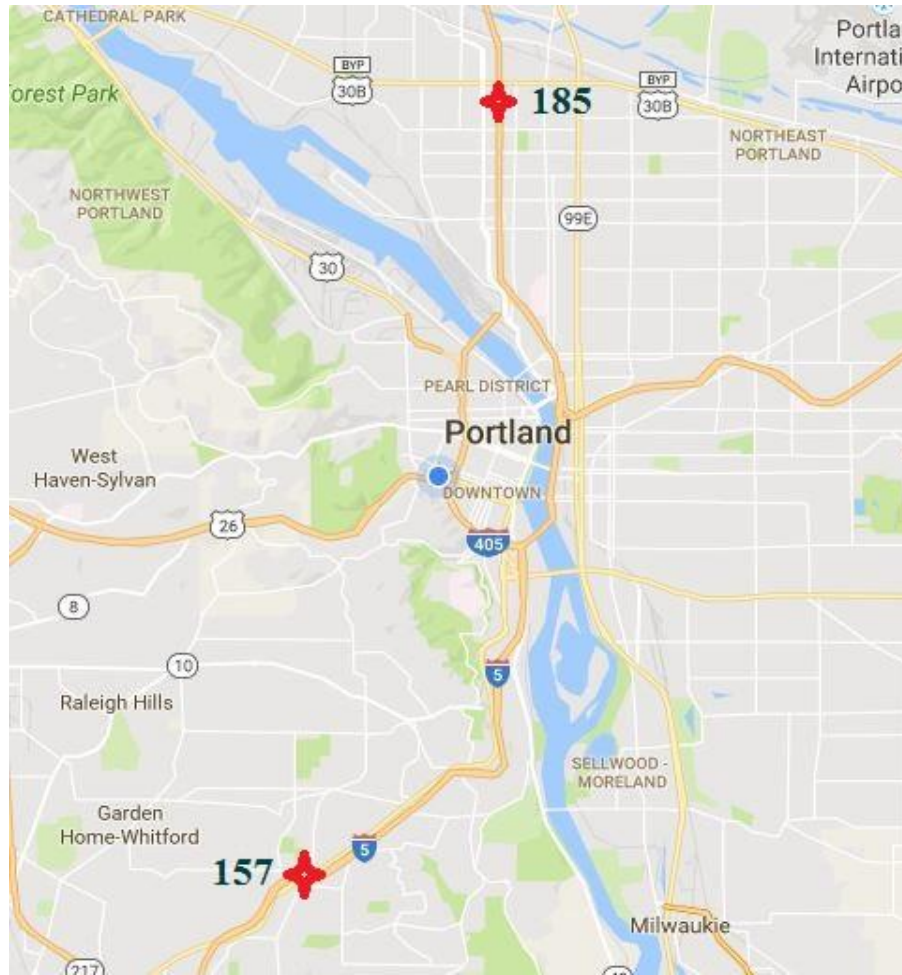 CATHEDRAL PARK
Portla
Internati
Airpo
BYP
30B
185
BYP
30B
orest Park
NORTHEAST
PORTLAND
NORTHWEST
PORTLAND
99E
30
PEARL DISTRICT
Portland
West
Haven-Sylvan
DOWNTOWN
26
405
8
10
5
Raleigh Hills
SELLWOOD -
MORELAND
Garden
Home-Whitford
5
157
Milwaukie
217